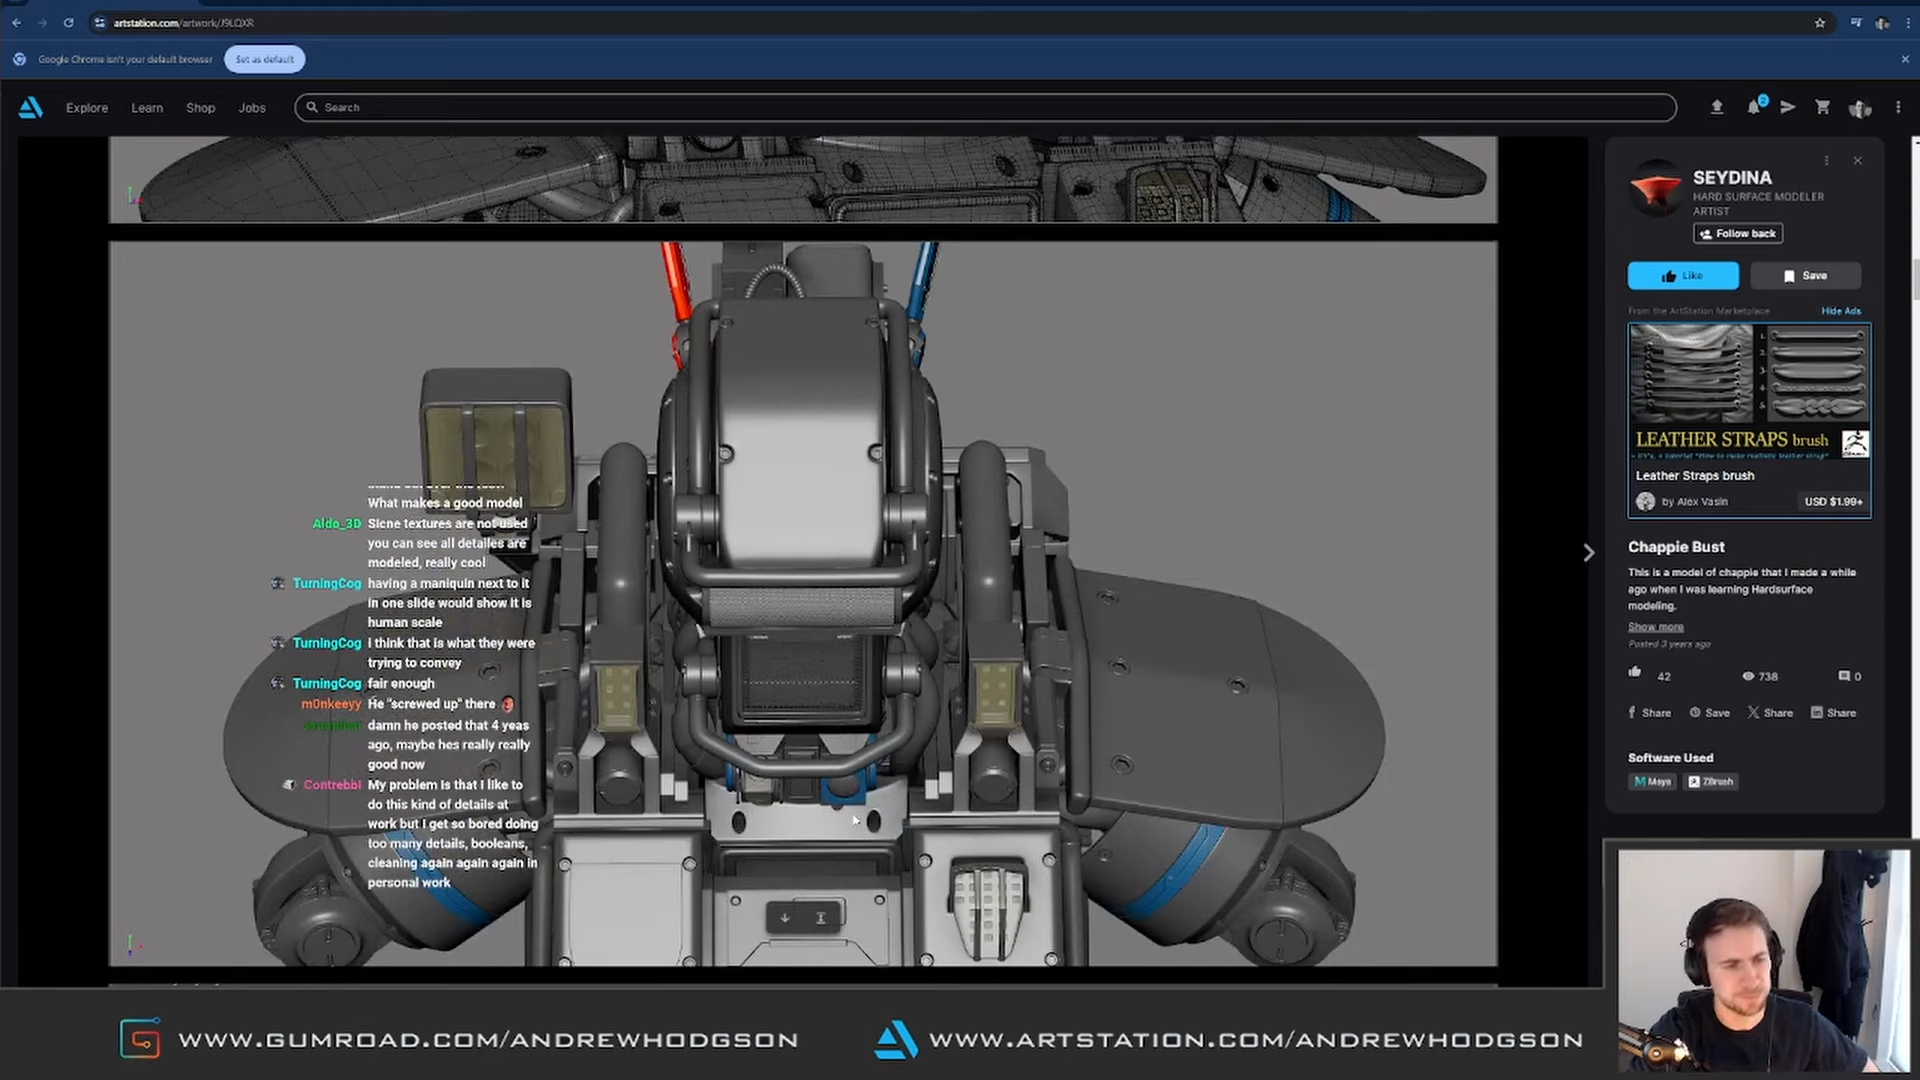 artstation.com/artwork/J9LQXR
Google Chrome isn't your default browser
Set as default
Explore
Learn
Shop
Jobs
Search
2
SEYDINA
HARD SURFACE MODELER
ARTIST
Follow back
Like
Save
From the ArtStation Marketplace
Hide Ads
LEATHER STRAPS brush
Leather Straps brush
by Alex Vasin
USD $1.99+
Chappie Bust
This is a model of chappie that I made a while
ago when I was learning Hardsurface
modeling.
Show more
Posted 3 years ago
42
738
0
Share
Save
Share
Share
Software Used
Maya
ZBrush
What makes a good model
Aldo_3D Sicne textures are not used
you can see all detailes are
modeled, really cool
TurningCog having a maniquin next to it
in one slide would show it is
human scale
TurningCog i think that is what they were
trying to convey
TurningCog fair enough
m0nkeeyy He "screwed up" there
damn he posted that 4 yeas
ago, maybe hes really really
good now
Contrebbi My problem is that I like to
do this kind of details at
work but I get so bored doing
too many details, booleans,
cleaning again again again in
personal work
WWW.GUMROAD.COM/ANDREWHODGSON
WWW.ARTSTATION.COM/ANDREWHODGSON